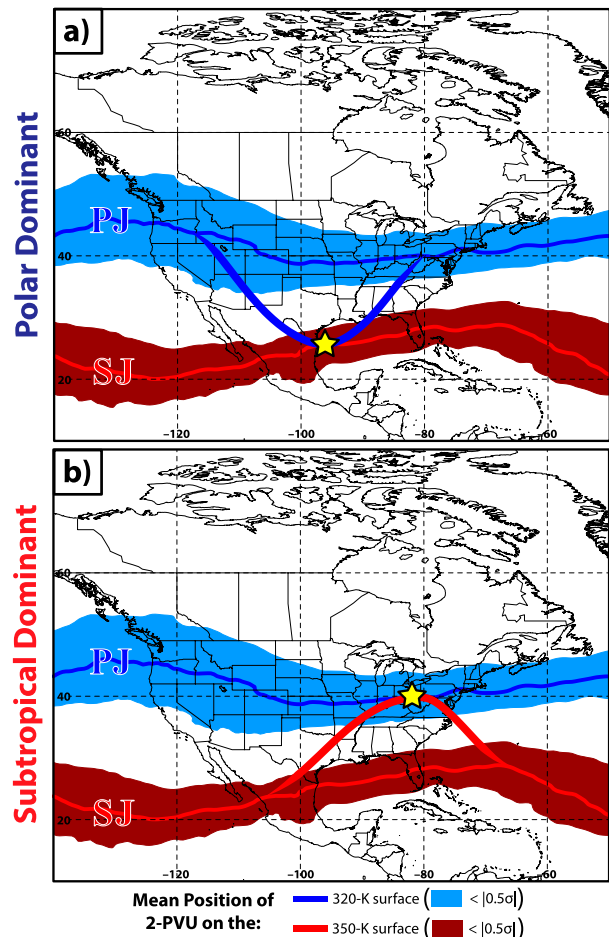 a)
Polar Dominant
60
PJ
40
SJ
20
−120
−100
−80
−60
b)
Subtropical Dominant
60
PJ
40
SJ
20
−120
−100
−80
−60
Mean Position of
2-PVU on the:
320-K surface ( < |0.5σ|)
350-K surface ( < |0.5σ|)